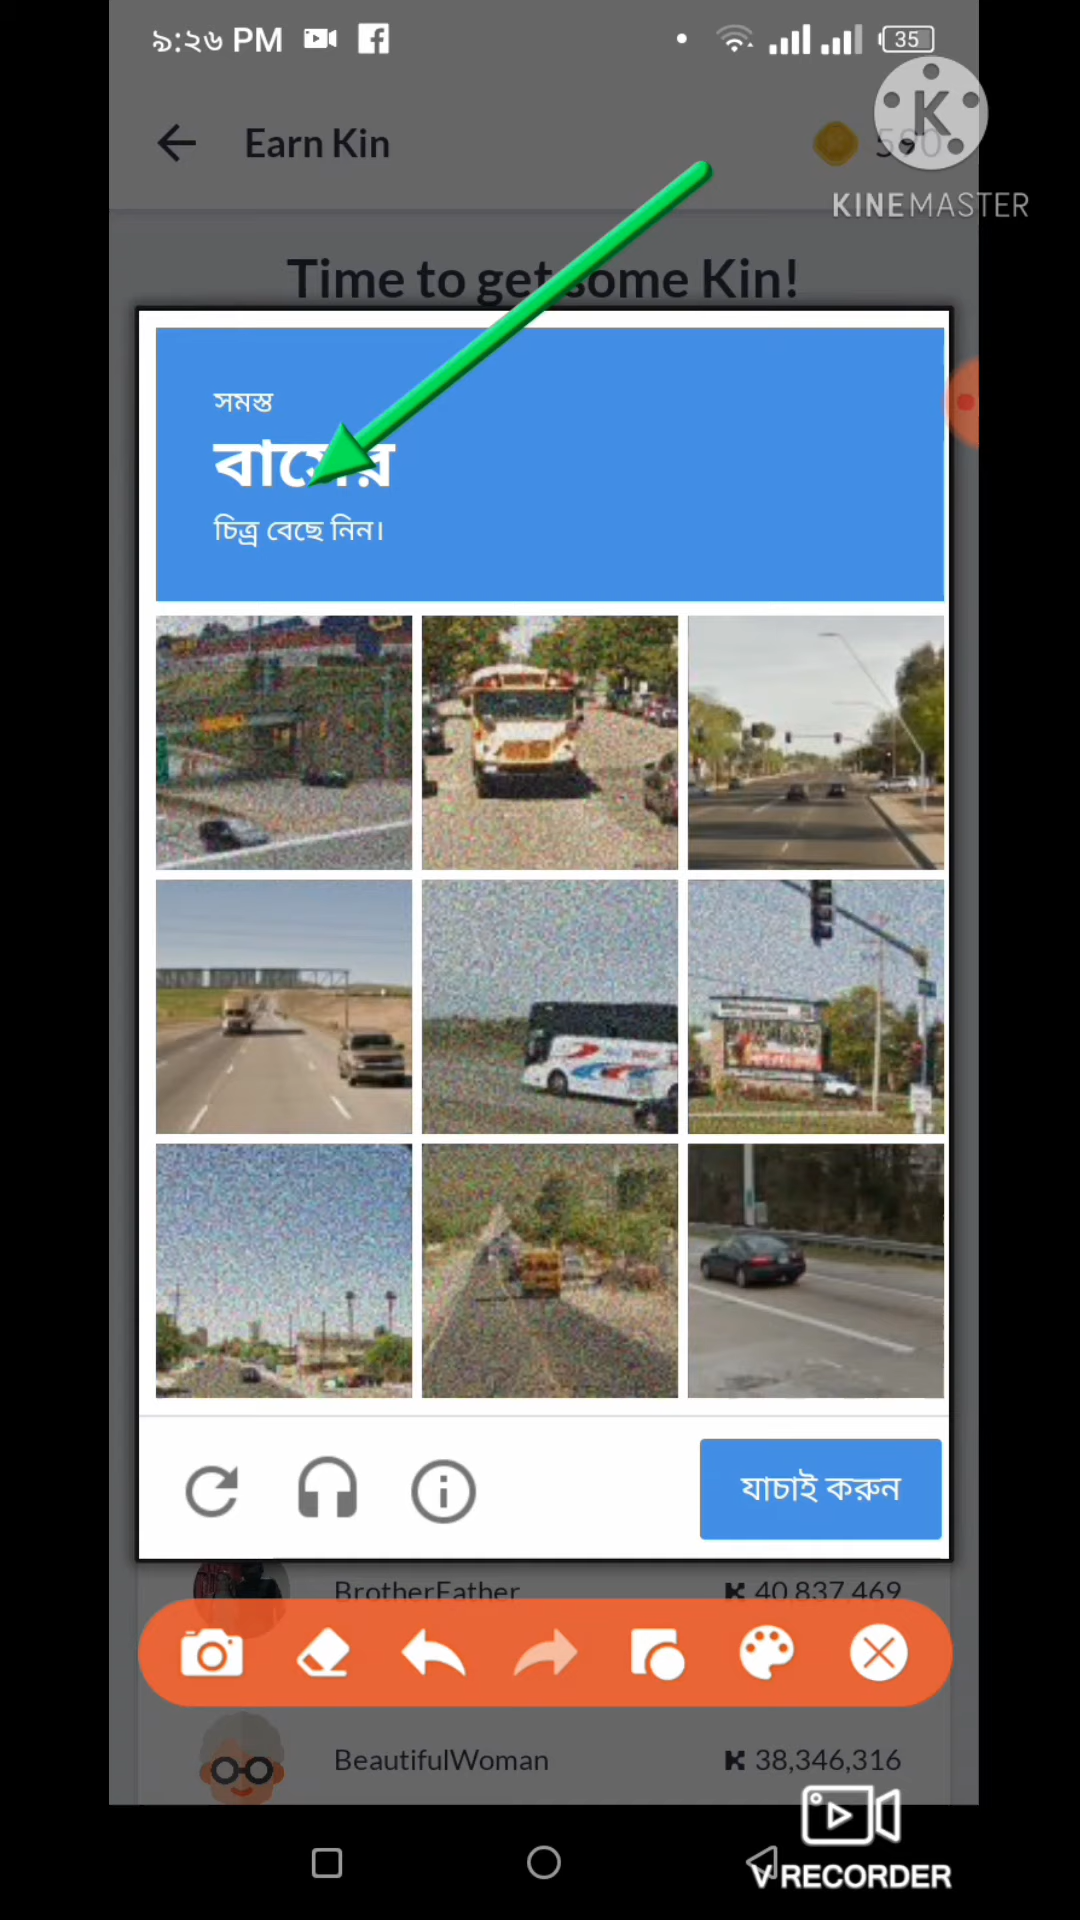 ৯:২৬ PM
35
Earn Kin
590
KINEMASTER
Time to get some Kin!
সমস্ত
বাসের
চিত্র বেছে নিন।
যাচাই করুন
BrotherFather
K 40,837,469
BeautifulWoman
K 38,346,316
V RECORDER